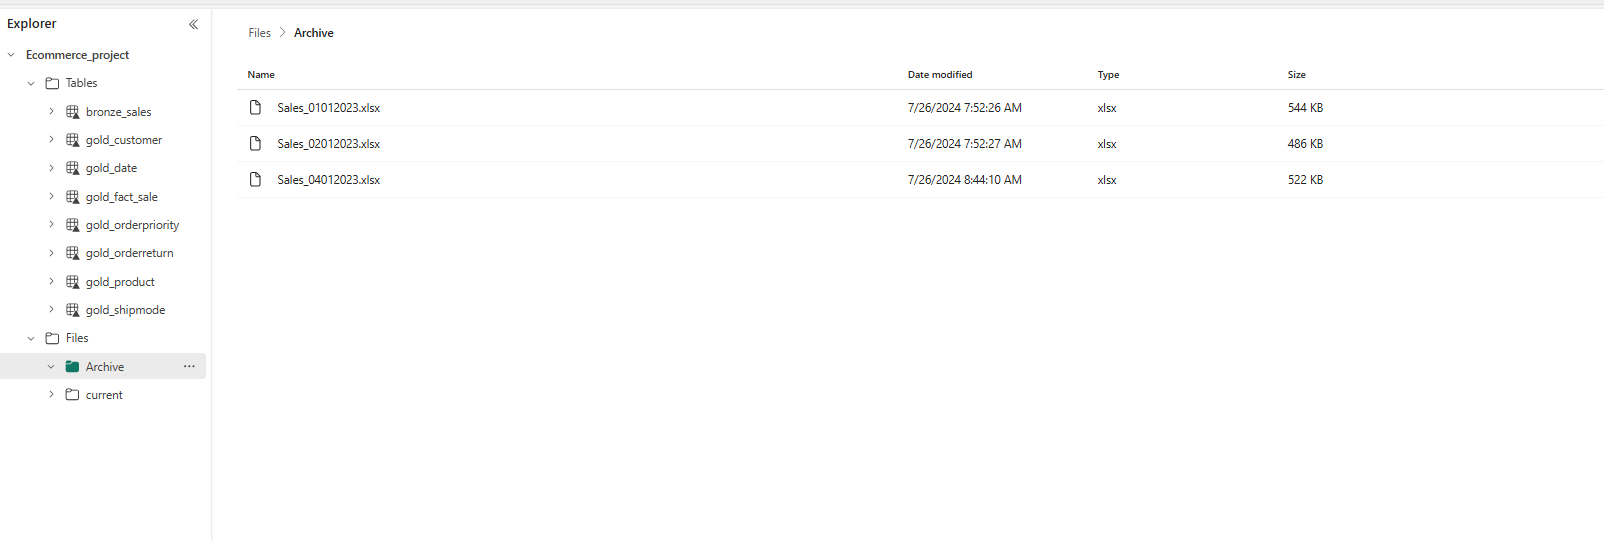 Explorer
Ecommerce_project
Tables
bronze_sales
gold_customer
gold_date
gold_fact_sale
gold_orderpriority
gold_orderreturn
gold_product
gold_shipmode
Files
Archive
current
Files > Archive
Name Date modified Type Size
Sales_01012023.xlsx 7/26/2024 7:52:26 AM xlsx 544 KB
Sales_02012023.xlsx 7/26/2024 7:52:27 AM xlsx 486 KB
Sales_04012023.xlsx 7/26/2024 8:44:10 AM xlsx 522 KB